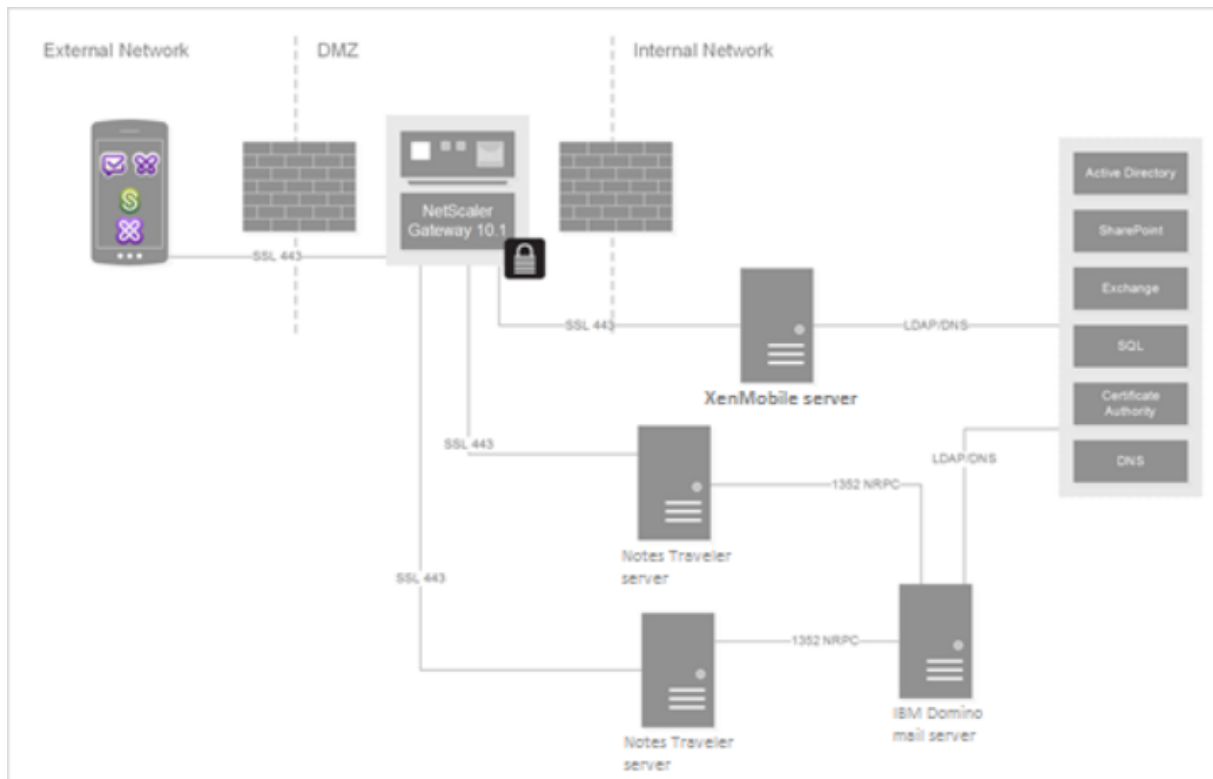 External Network
DMZ
Internal Network
NetScaler
Gateway 10.1
S
SSL 443
Active Directory
SharePoint
Exchange
SQL
Certificate
Authority
DNS
SSL 443
LDAP/DNS
XenMobile server
SSL 443
LDAP/DNS
1352 NRPC
Notes Traveler
server
SSL 443
1352 NRPC
Notes Traveler
server
IBM Domino
mail server